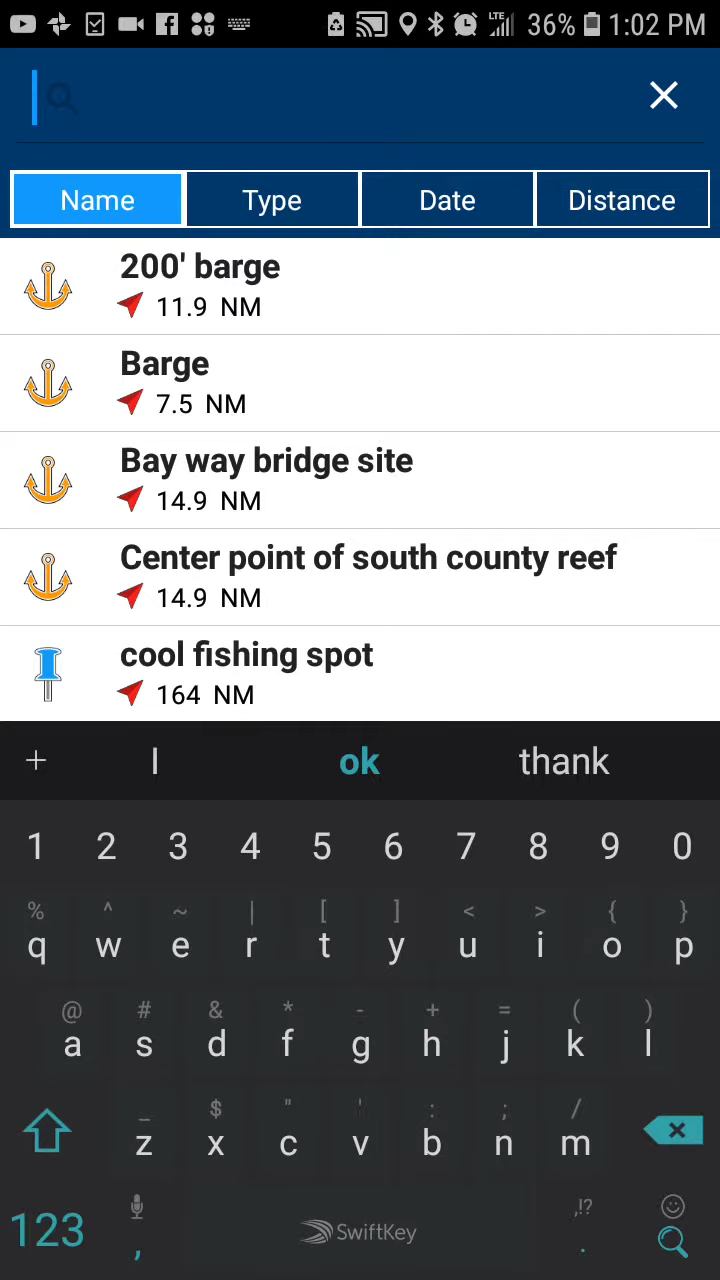 LTE 36% 1:02 PM
Name Type Date Distance
200' barge
11.9 NM
Barge
7.5 NM
Bay way bridge site
14.9 NM
Center point of south county reef
14.9 NM
cool fishing spot
164 NM
+ I ok thank
1 2 3 4 5 6 7 8 9 0
% ^ ~ | [ ] < > { }
q w e r t y u i o p
@ # & * - + = ( )
a s d f g h j k l
_ $ " ' : ; /
z x c v b n m
,!?
123 , SwiftKey .